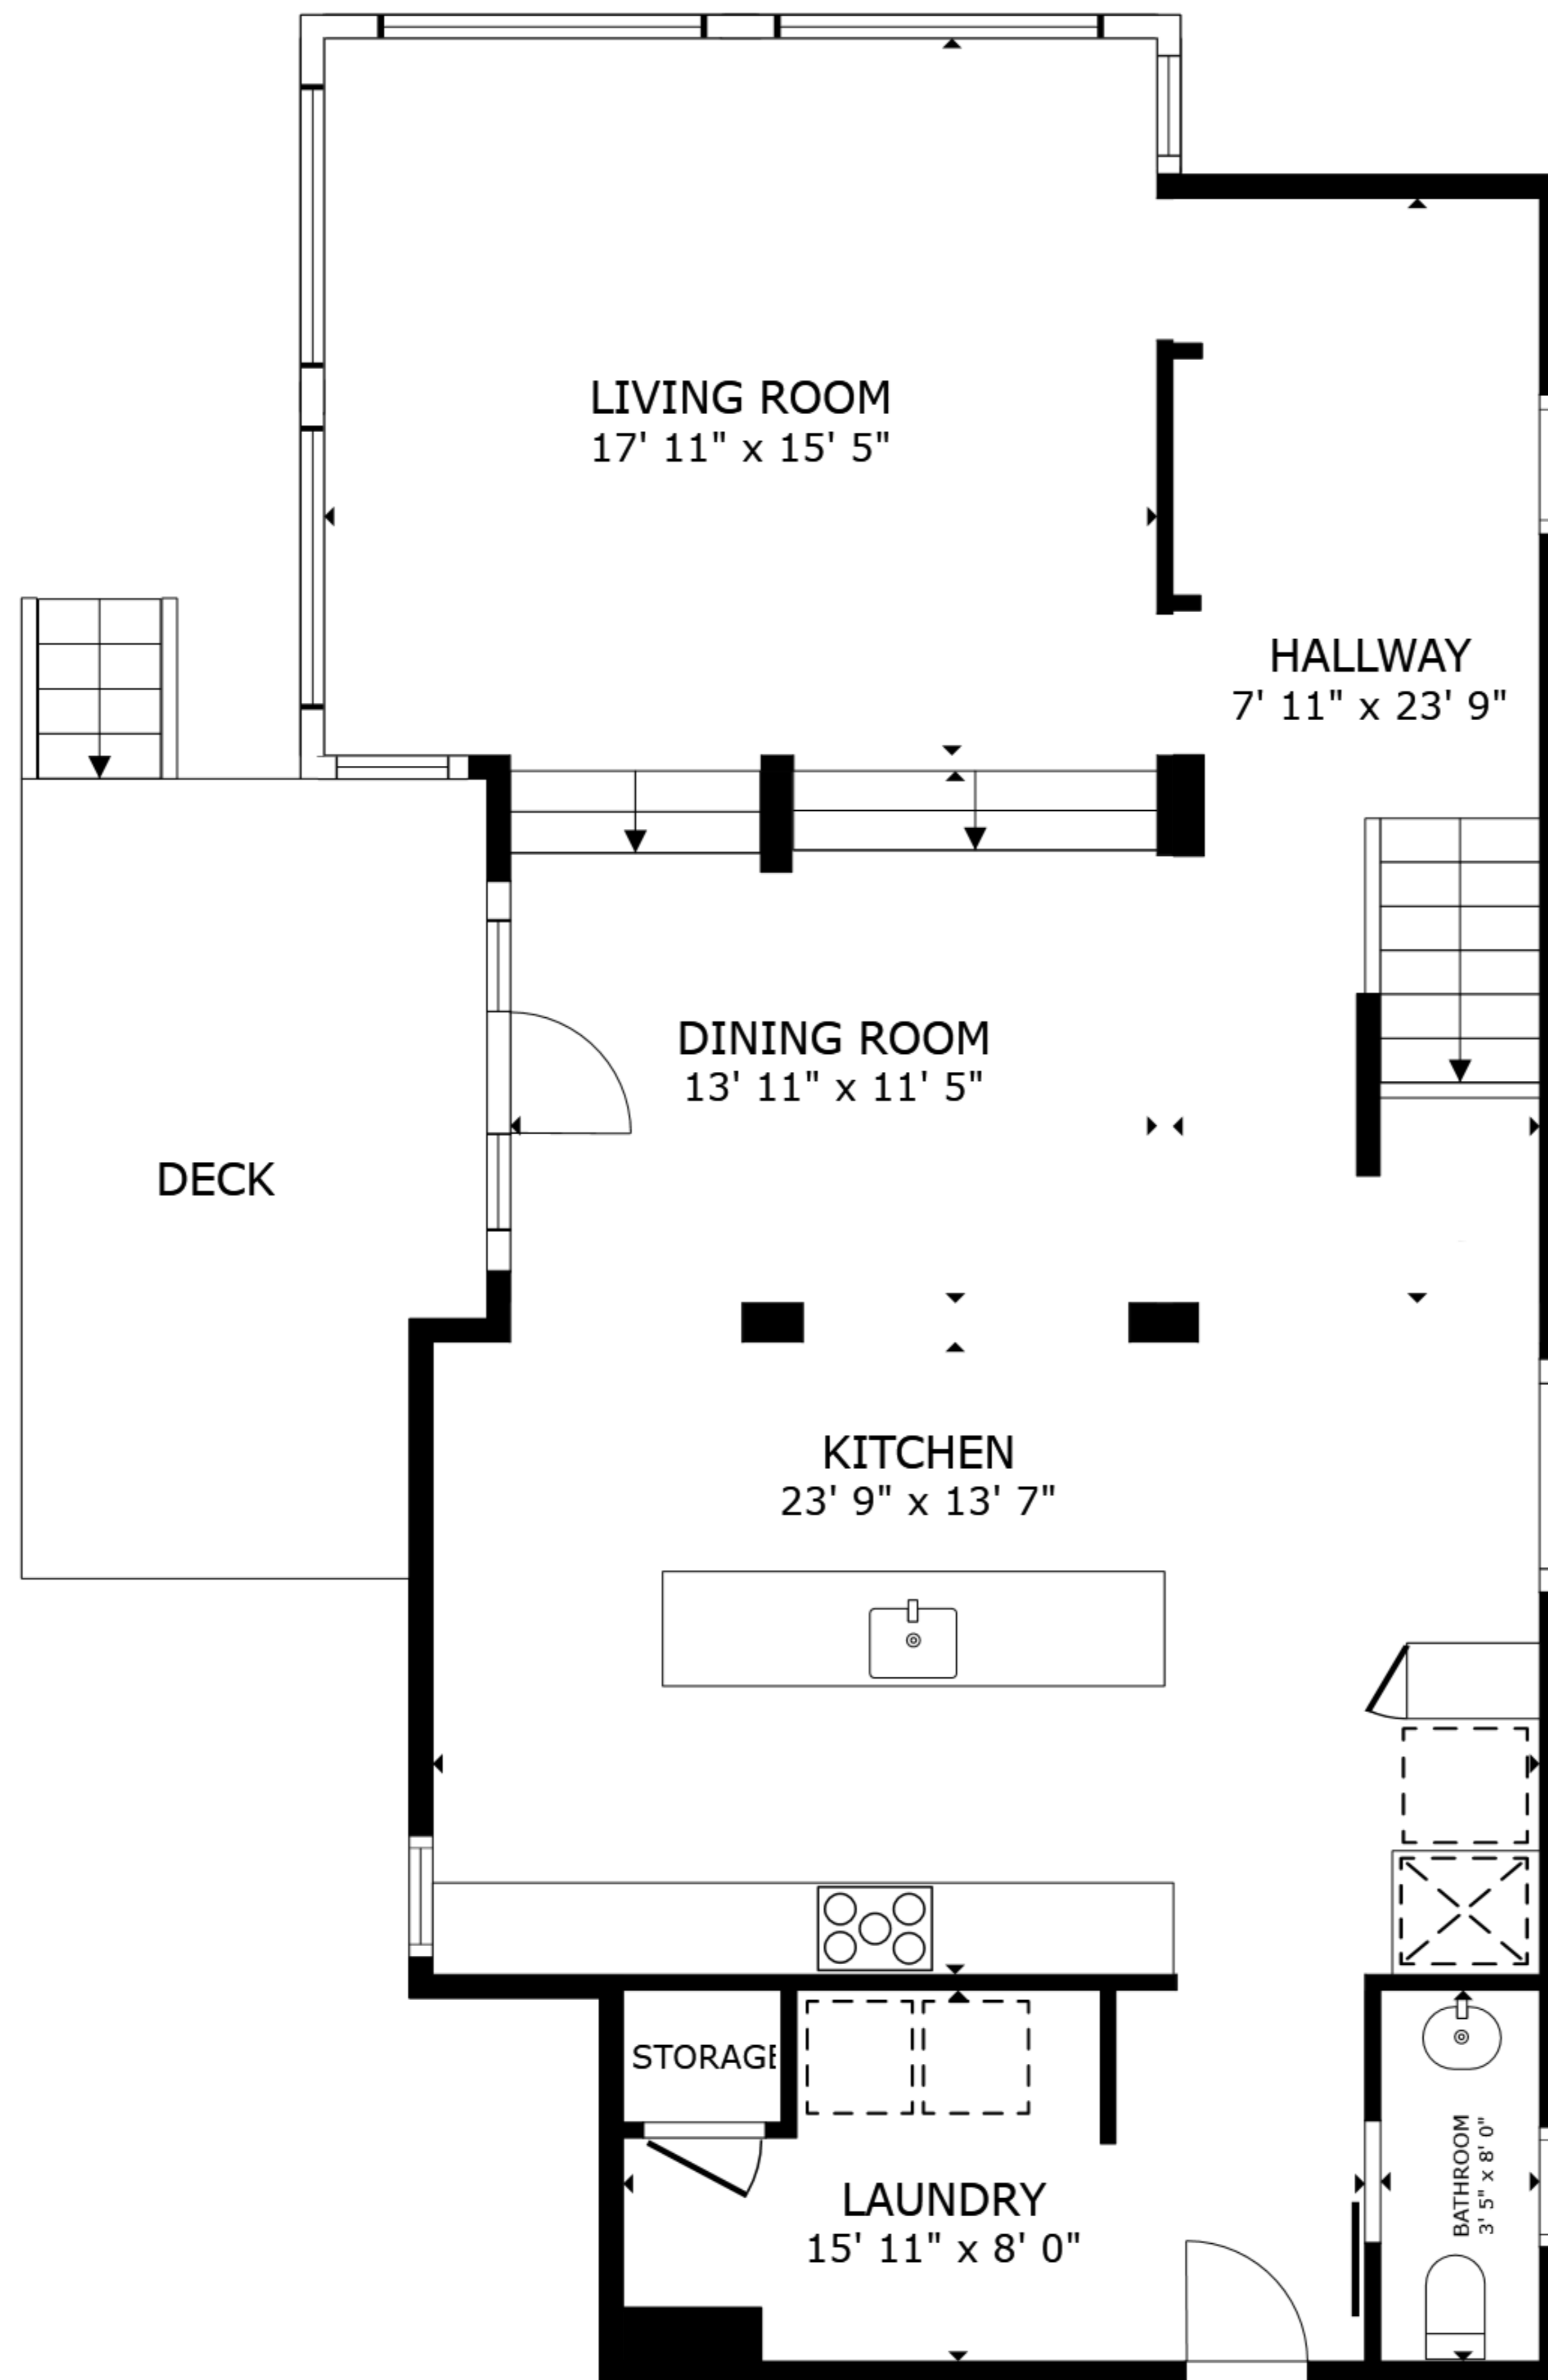 LIVING ROOM
17' 11" x 15' 5"
HALLWAY
7' 11" x 23' 9"
DINING ROOM
13' 11" x 11' 5"
DECK
KITCHEN
23' 9" x 13' 7"
STORAGE
LAUNDRY
15' 11" x 8' 0"
BATHROOM
3' 5" x 8' 0"